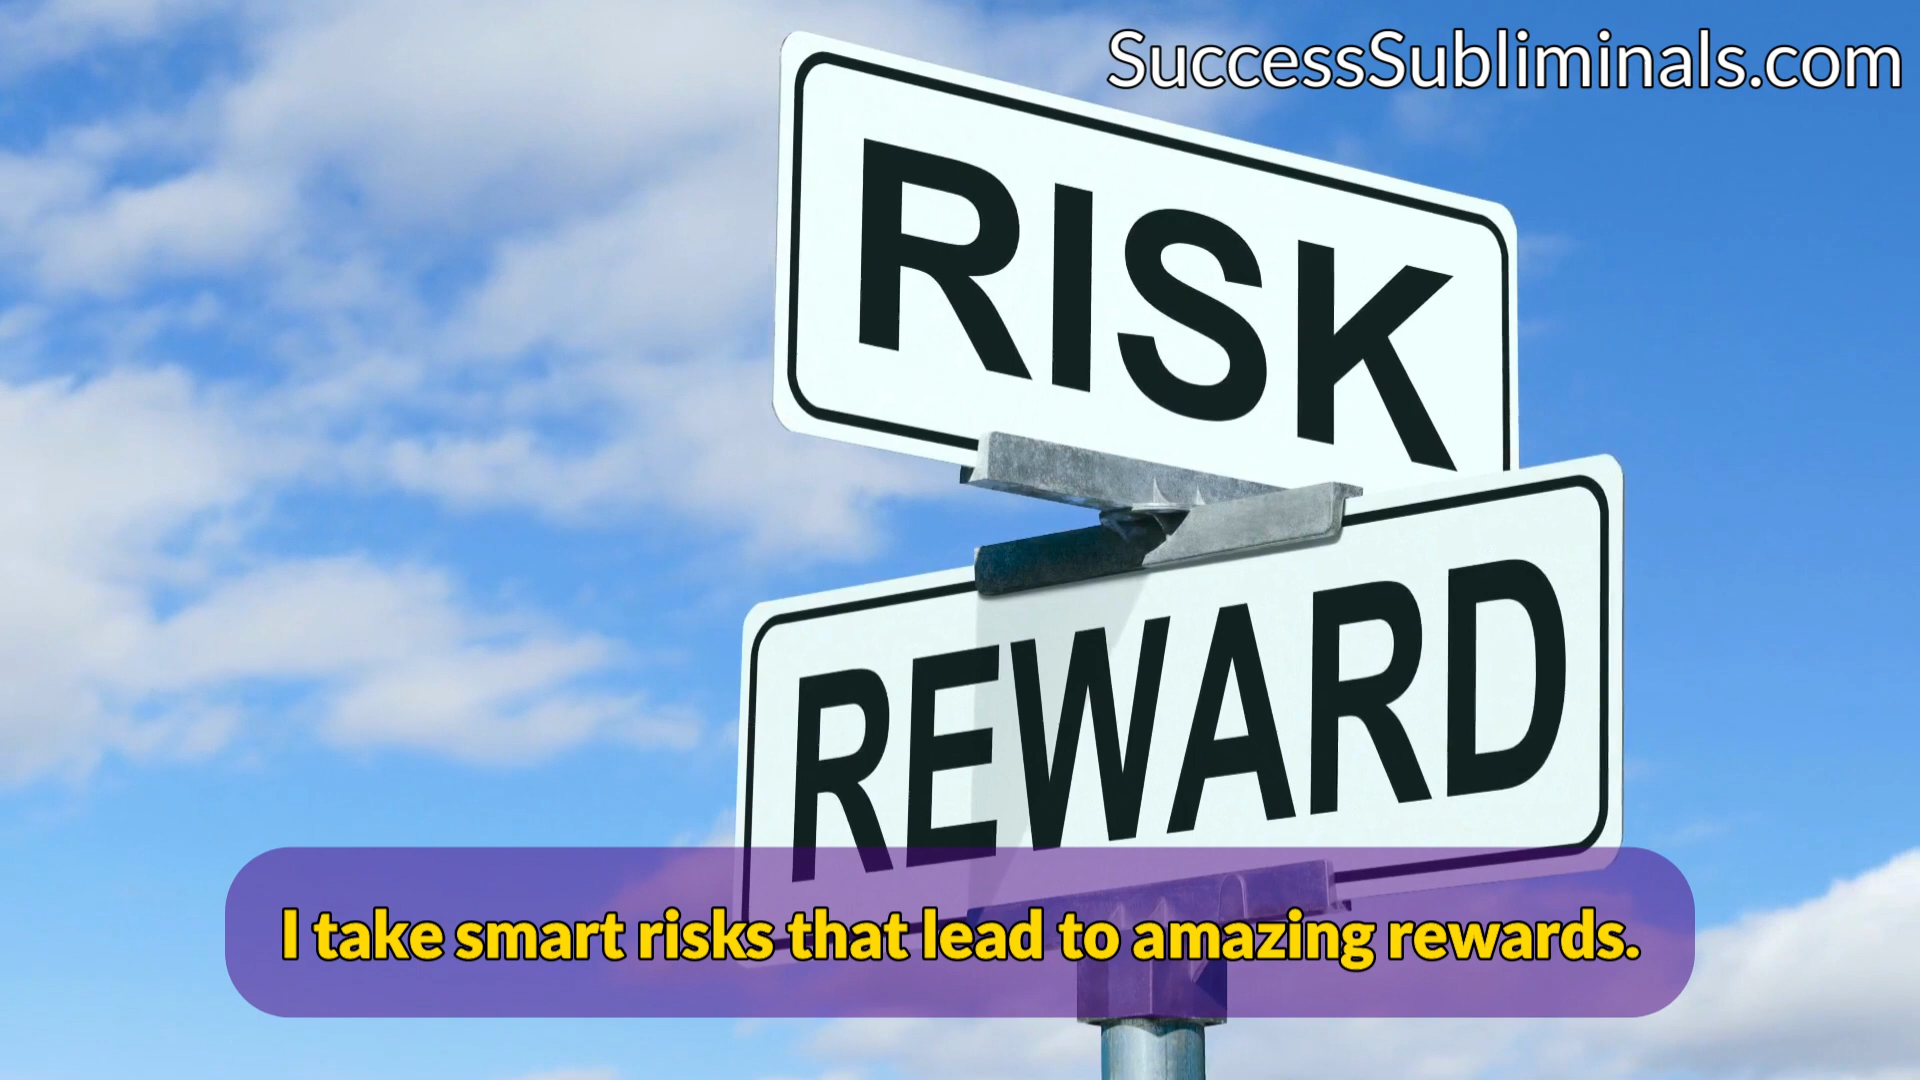 SuccessSubliminals.com
RISK
REWARD
I take smart risks that lead to amazing rewards.